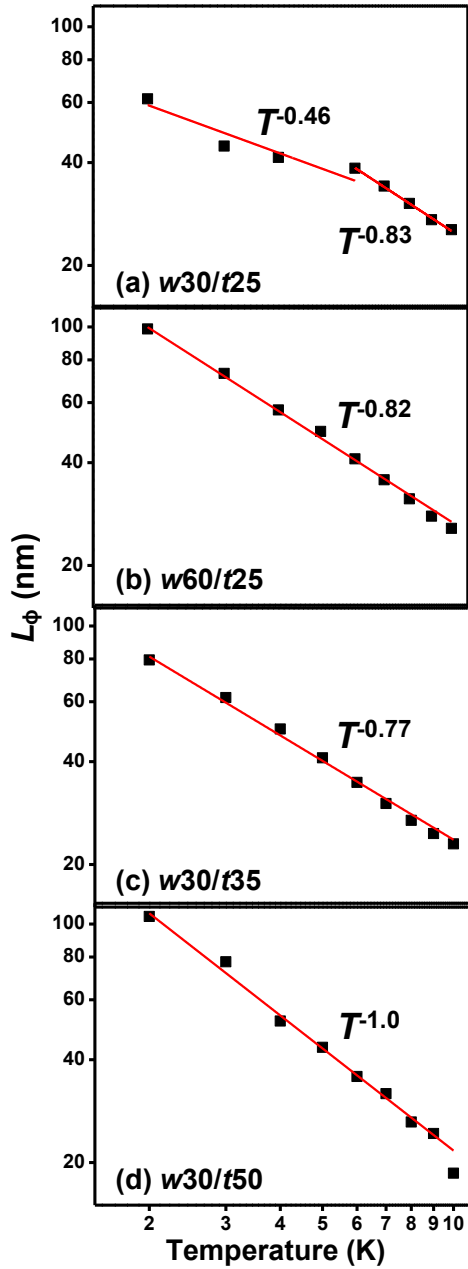 100
80
60
40
20
T-0.46
T-0.83
(a) w30/t25
100
80
60
40
20
T-0.82
(b) w60/t25
Lϕ (nm)
100
80
60
40
20
T-0.77
(c) w30/t35
100
80
60
40
20
T-1.0
(d) w30/t50
2 3 4 5 6 7 8 9 10
Temperature (K)